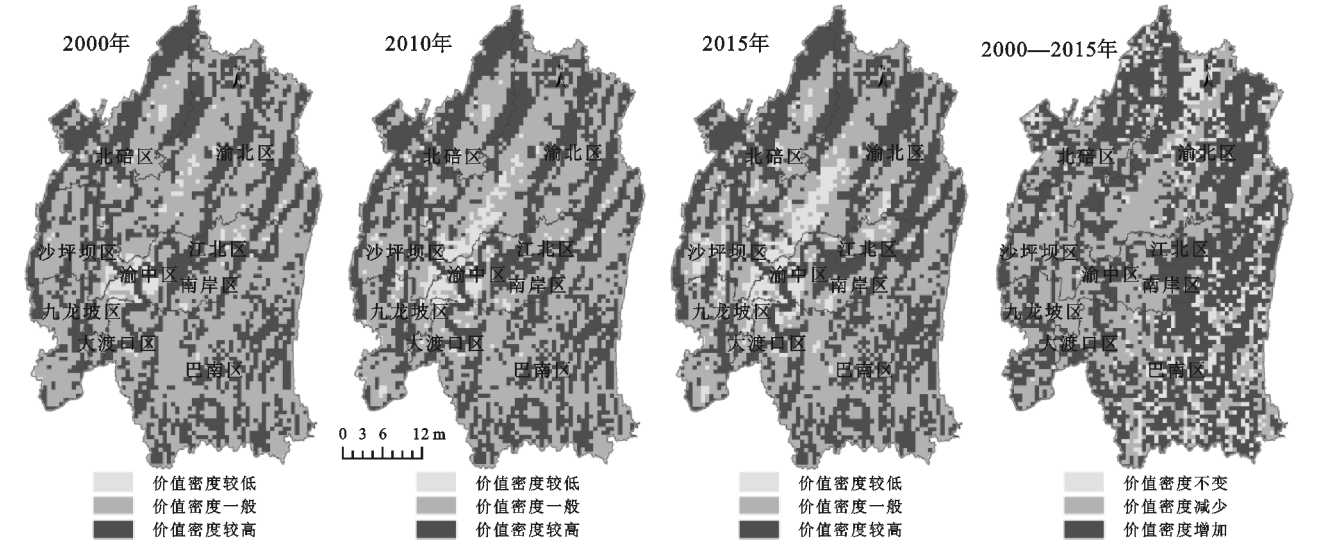 2000年
2010年
2015年
2000—2015年
北碚区
渝北区
沙坪坝区
江北区
渝中区
南岸区
九龙坡区
大渡口区
巴南区
北碚区
渝北区
沙坪坝区
江北区
渝中区
南岸区
九龙坡区
大渡口区
巴南区
北碚区
渝北区
沙坪坝区
江北区
渝中区
南岸区
九龙坡区
大渡口区
巴南区
北碚区
渝北区
沙坪坝区
江北区
渝中区
南岸区
九龙坡区
大渡口区
巴南区
0 3 6 12 m
价值密度较低
价值密度一般
价值密度较高
价值密度较低
价值密度一般
价值密度较高
价值密度较低
价值密度一般
价值密度较高
价值密度不变
价值密度减少
价值密度增加